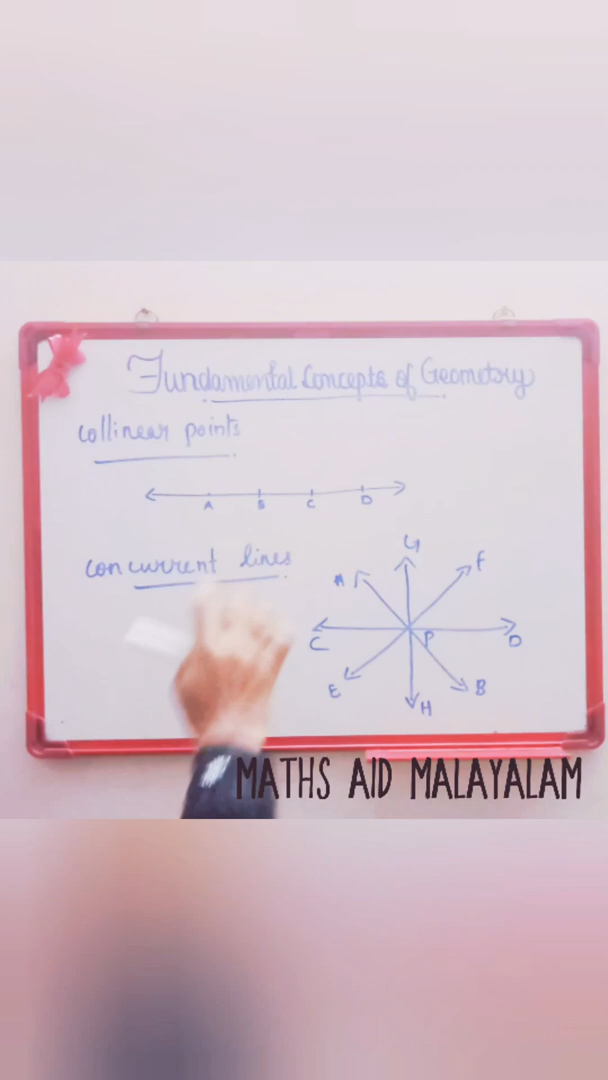 Fundamental Concepts of Geometry
collinear points
A B C D
concurrent lines
G
A F
C P D
E B
H
MATHS AID MALAYALAM